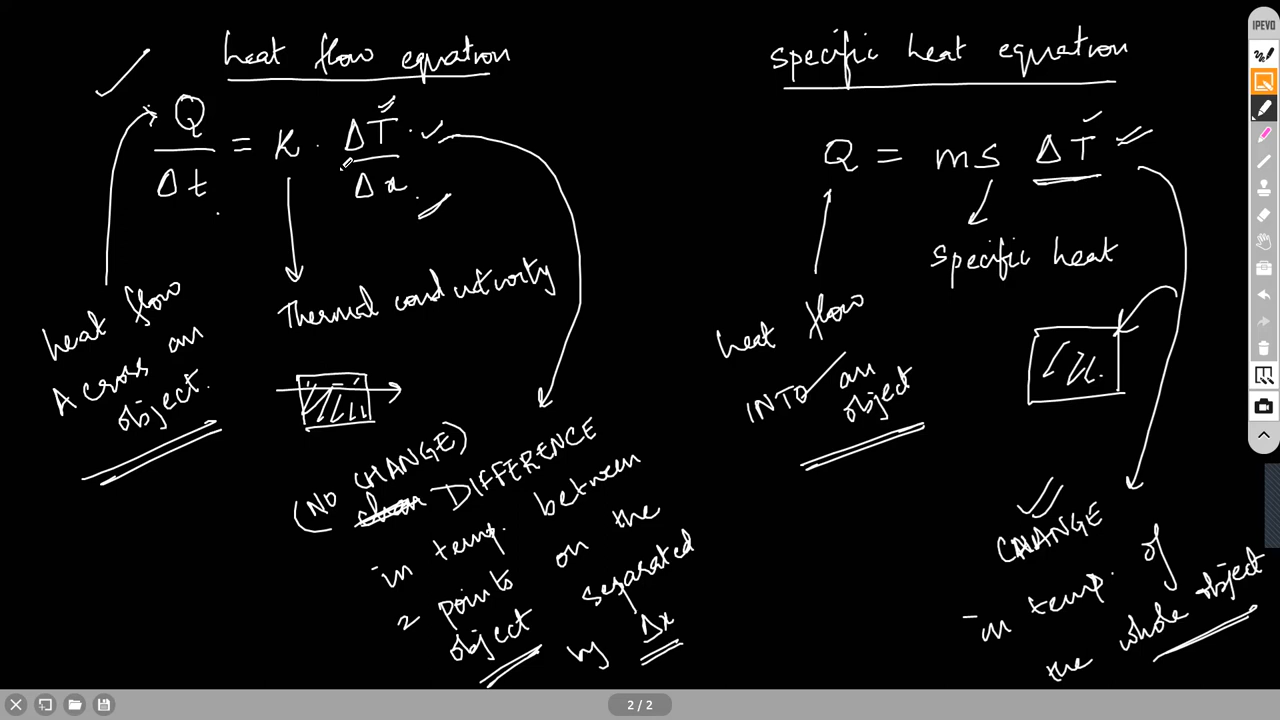 heat flow equation
Q / Δt = K · ΔT / Δx
heat flow
Across an
object.
Thermal conductivity
(NO CHANGE)
DIFFERENCE
in temp. between
2 points on the
object separated
by Δx
specific heat equation
Q = ms ΔT
specific heat
heat flow
INTO an
object
CHANGE
in temp. of
the whole object
IPEVO
2 / 2